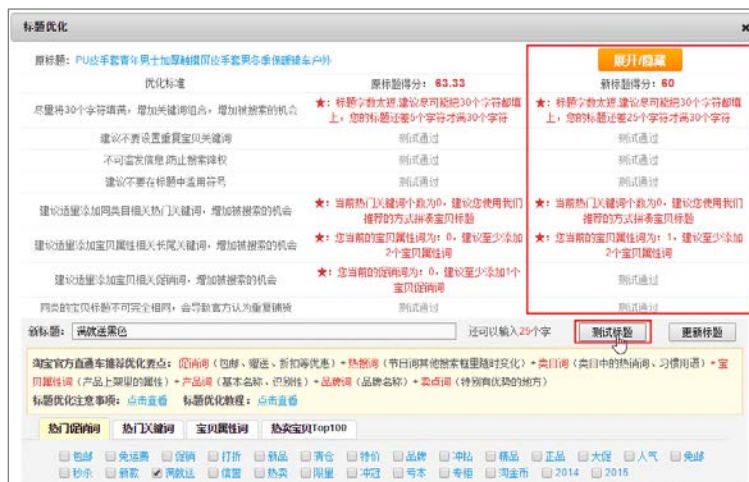 标题优化
原标题： PU皮手套青年男士加厚触摸屏皮手套男冬季保暖骑车户外
展开/隐藏
优化标准 原标题得分： 63.33 新标题得分： 60
尽量将30个字符填满，增加关键词组合，增加被搜索的机会 ★：标题字数太短,建议尽可能把30个字符都填 ★：标题字数太短,建议尽可能把30个字符都填
上，您的标题还差5个字符才满30个字符 上，您的标题还差25个字符才满30个字符
建议不要设置重复宝贝关键词 测试通过 测试通过
不可滥发信息,防止搜索降权 测试通过 测试通过
建议不要在标题中滥用符号 测试通过 测试通过
建议适量添加同类目相关热门关键词，增加被搜索的机会 ★：当前热门关键词个数为0，建议您使用我们 ★：当前热门关键词个数为0，建议您使用我们
推荐的方式拼凑宝贝标题 推荐的方式拼凑宝贝标题
建议适量添加宝贝属性相关长尾关键词，增加被搜索的机会 ★：您当前的宝贝属性词为：0，建议至少添加 ★：您当前的宝贝属性词为：1，建议至少添加
2个宝贝属性词 2个宝贝属性词
建议适量添加宝贝相关促销词，增加被搜索的机会 ★：您当前的促销词为：0，建议至少添加1个 测试通过
宝贝促销词
同类的宝贝标题不可完全相同，会导致官方认为重复铺货 测试通过 测试通过
新标题： 满就送黑色 还可以输入25个字 测试标题 更新标题
淘宝官方直通车推荐优化要点：促销词（包邮、赠送、折扣等优惠）+热搜词（节日词其他搜索框里随时变化）+类目词（类目中的热销词、习惯用语）+宝
贝属性词（产品上架里的属性）+产品词（基本名称、识别性）+品牌词（品牌名称）+卖点词（特别有优势的地方）
标题优化注意事项：点击查看 标题优化教程：点击查看
热门促销词 热门关键词 宝贝属性词 热卖宝贝Top100
包邮 免运费 促销 打折 新品 清仓 特价 品牌 冲钻 精品 正品 大促 人气 免邮
秒杀 新款 满就送 信誉 热卖 限量 冲冠 亏本 专柜 淘金币 2014 2015